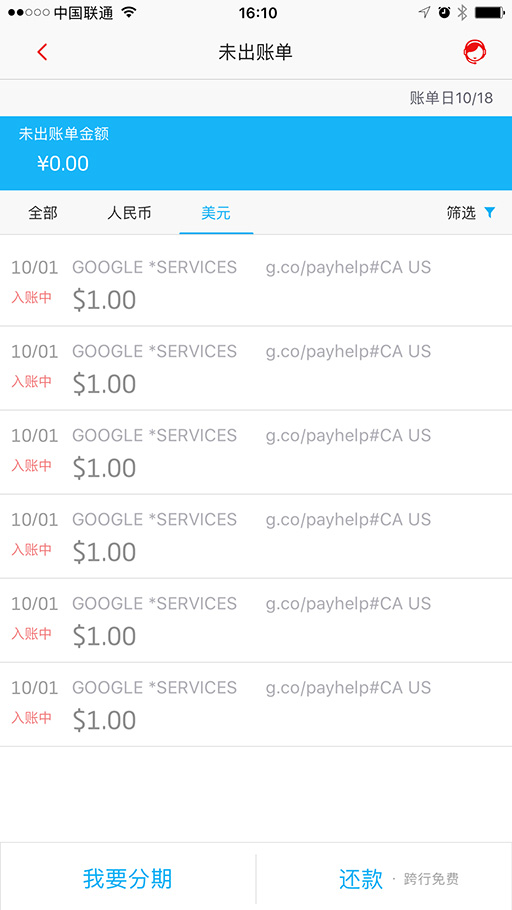 中国联通 16:10
未出账单
账单日10/18
未出账单金额
¥0.00
全部 人民币 美元 筛选
10/01 GOOGLE *SERVICES g.co/payhelp#CA US
入账中 $1.00
10/01 GOOGLE *SERVICES g.co/payhelp#CA US
入账中 $1.00
10/01 GOOGLE *SERVICES g.co/payhelp#CA US
入账中 $1.00
10/01 GOOGLE *SERVICES g.co/payhelp#CA US
入账中 $1.00
10/01 GOOGLE *SERVICES g.co/payhelp#CA US
入账中 $1.00
10/01 GOOGLE *SERVICES g.co/payhelp#CA US
入账中 $1.00
我要分期 还款 · 跨行免费